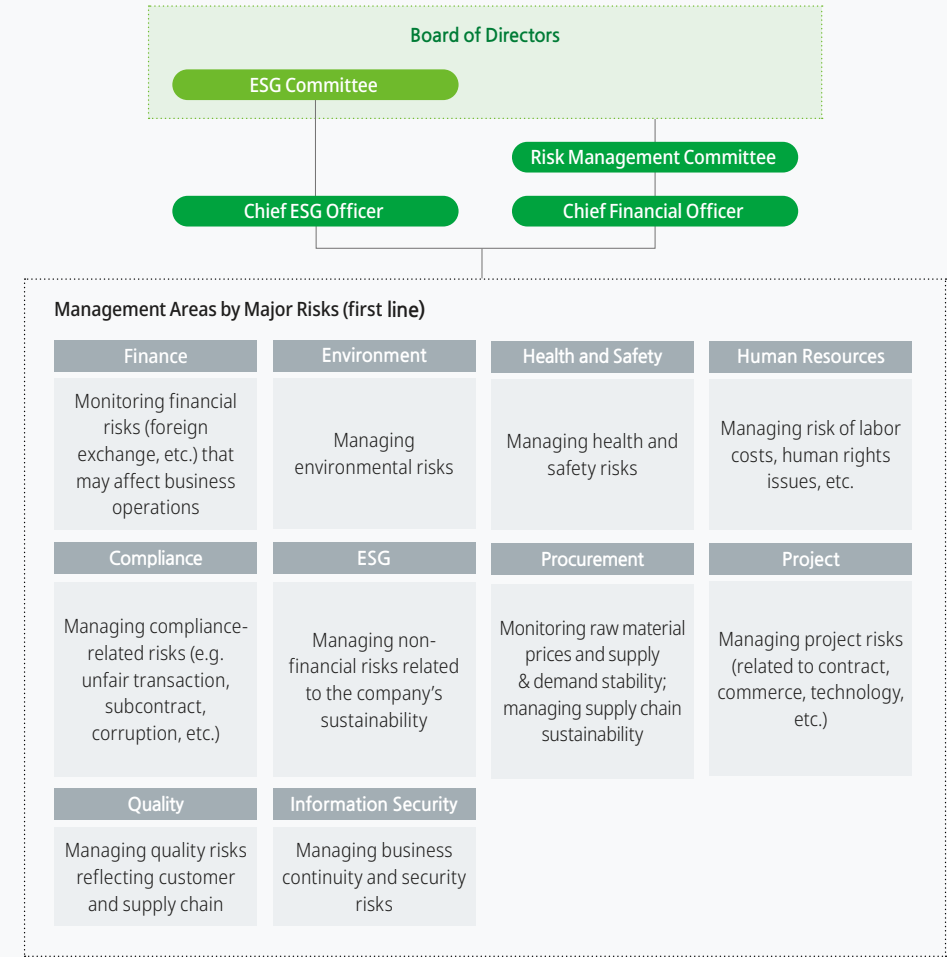 Board of Directors
ESG Committee
Risk Management Committee
Chief ESG Officer
Chief Financial Officer
Management Areas by Major Risks (first line)
Finance
Monitoring financial
risks (foreign
exchange, etc.) that
may affect business
operations
Environment
Managing
environmental risks
Health and Safety
Managing health and
safety risks
Human Resources
Managing risk of labor
costs, human rights
issues, etc.
Compliance
Managing compliance-
related risks (e.g.
unfair transaction,
subcontract,
corruption, etc.)
ESG
Managing non-
financial risks related
to the company's
sustainability
Procurement
Monitoring raw material
prices and supply
& demand stability;
managing supply chain
sustainability
Project
Managing project risks
(related to contract,
commerce, technology,
etc.)
Quality
Managing quality risks
reflecting customer
and supply chain
Information Security
Managing business
continuity and security
risks